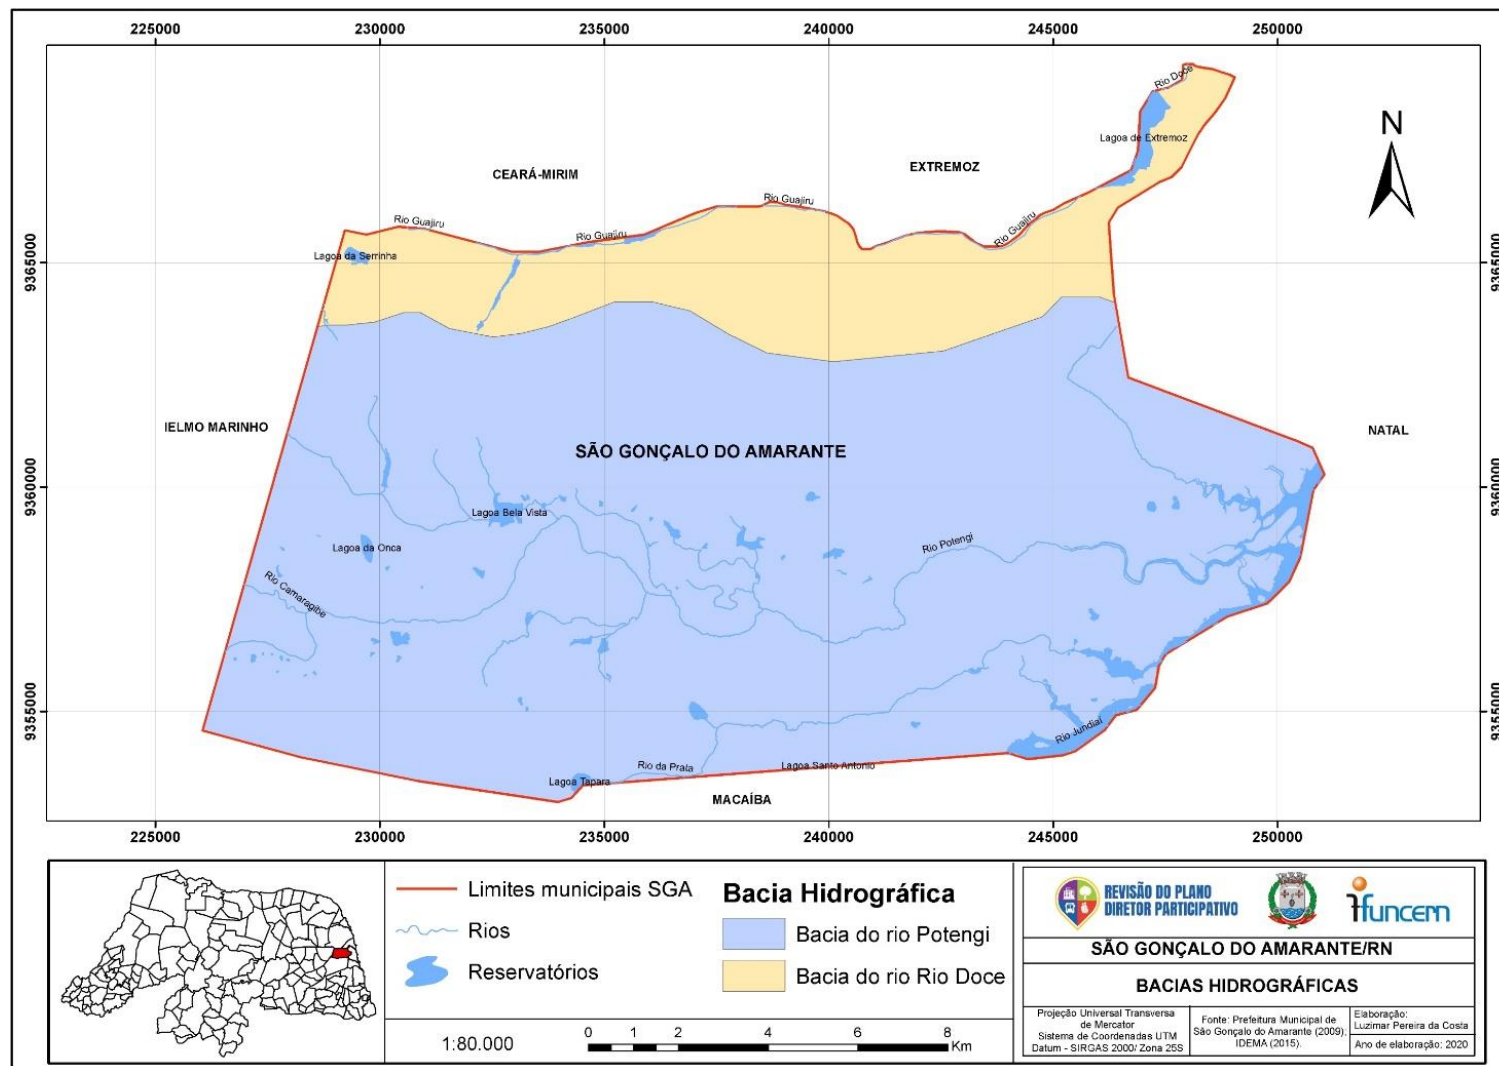 225000 230000 235000 240000 245000 250000
Rio Doce
Lagoa de Extremoz
N
CEARÁ-MIRIM
EXTREMOZ
Rio Guajiru
Rio Guajiru
Rio Guajiru
Rio Guajiru
Lagoa da Serrinha
9365000
9365000
IELMO MARINHO
SÃO GONÇALO DO AMARANTE
NATAL
9360000
9360000
Lagoa Bela Vista
Lagoa da Onca
Rio Potengi
Rio Camaragibe
9355000
9355000
Rio Jundiaí
Rio da Prata
Lagoa Santo Antonio
Lagoa Tapara
MACAÍBA
225000 230000 235000 240000 245000 250000
Limites municipais SGA
Rios
Reservatórios
Bacia Hidrográfica
Bacia do rio Potengi
Bacia do rio Rio Doce
1:80.000
0 1 2 4 6 8
Km
REVISÃO DO PLANO
DIRETOR PARTICIPATIVO
ifuncern
SÃO GONÇALO DO AMARANTE/RN
BACIAS HIDROGRÁFICAS
Projeção Universal Transversa
de Mercator
Sistema de Coordenadas UTM
Datum - SIRGAS 2000/ Zona 25S
Fonte: Prefeitura Municipal de
São Gonçalo do Amarante (2009);
IDEMA (2015).
Elaboração:
Luzimar Pereira da Costa
Ano de elaboração: 2020